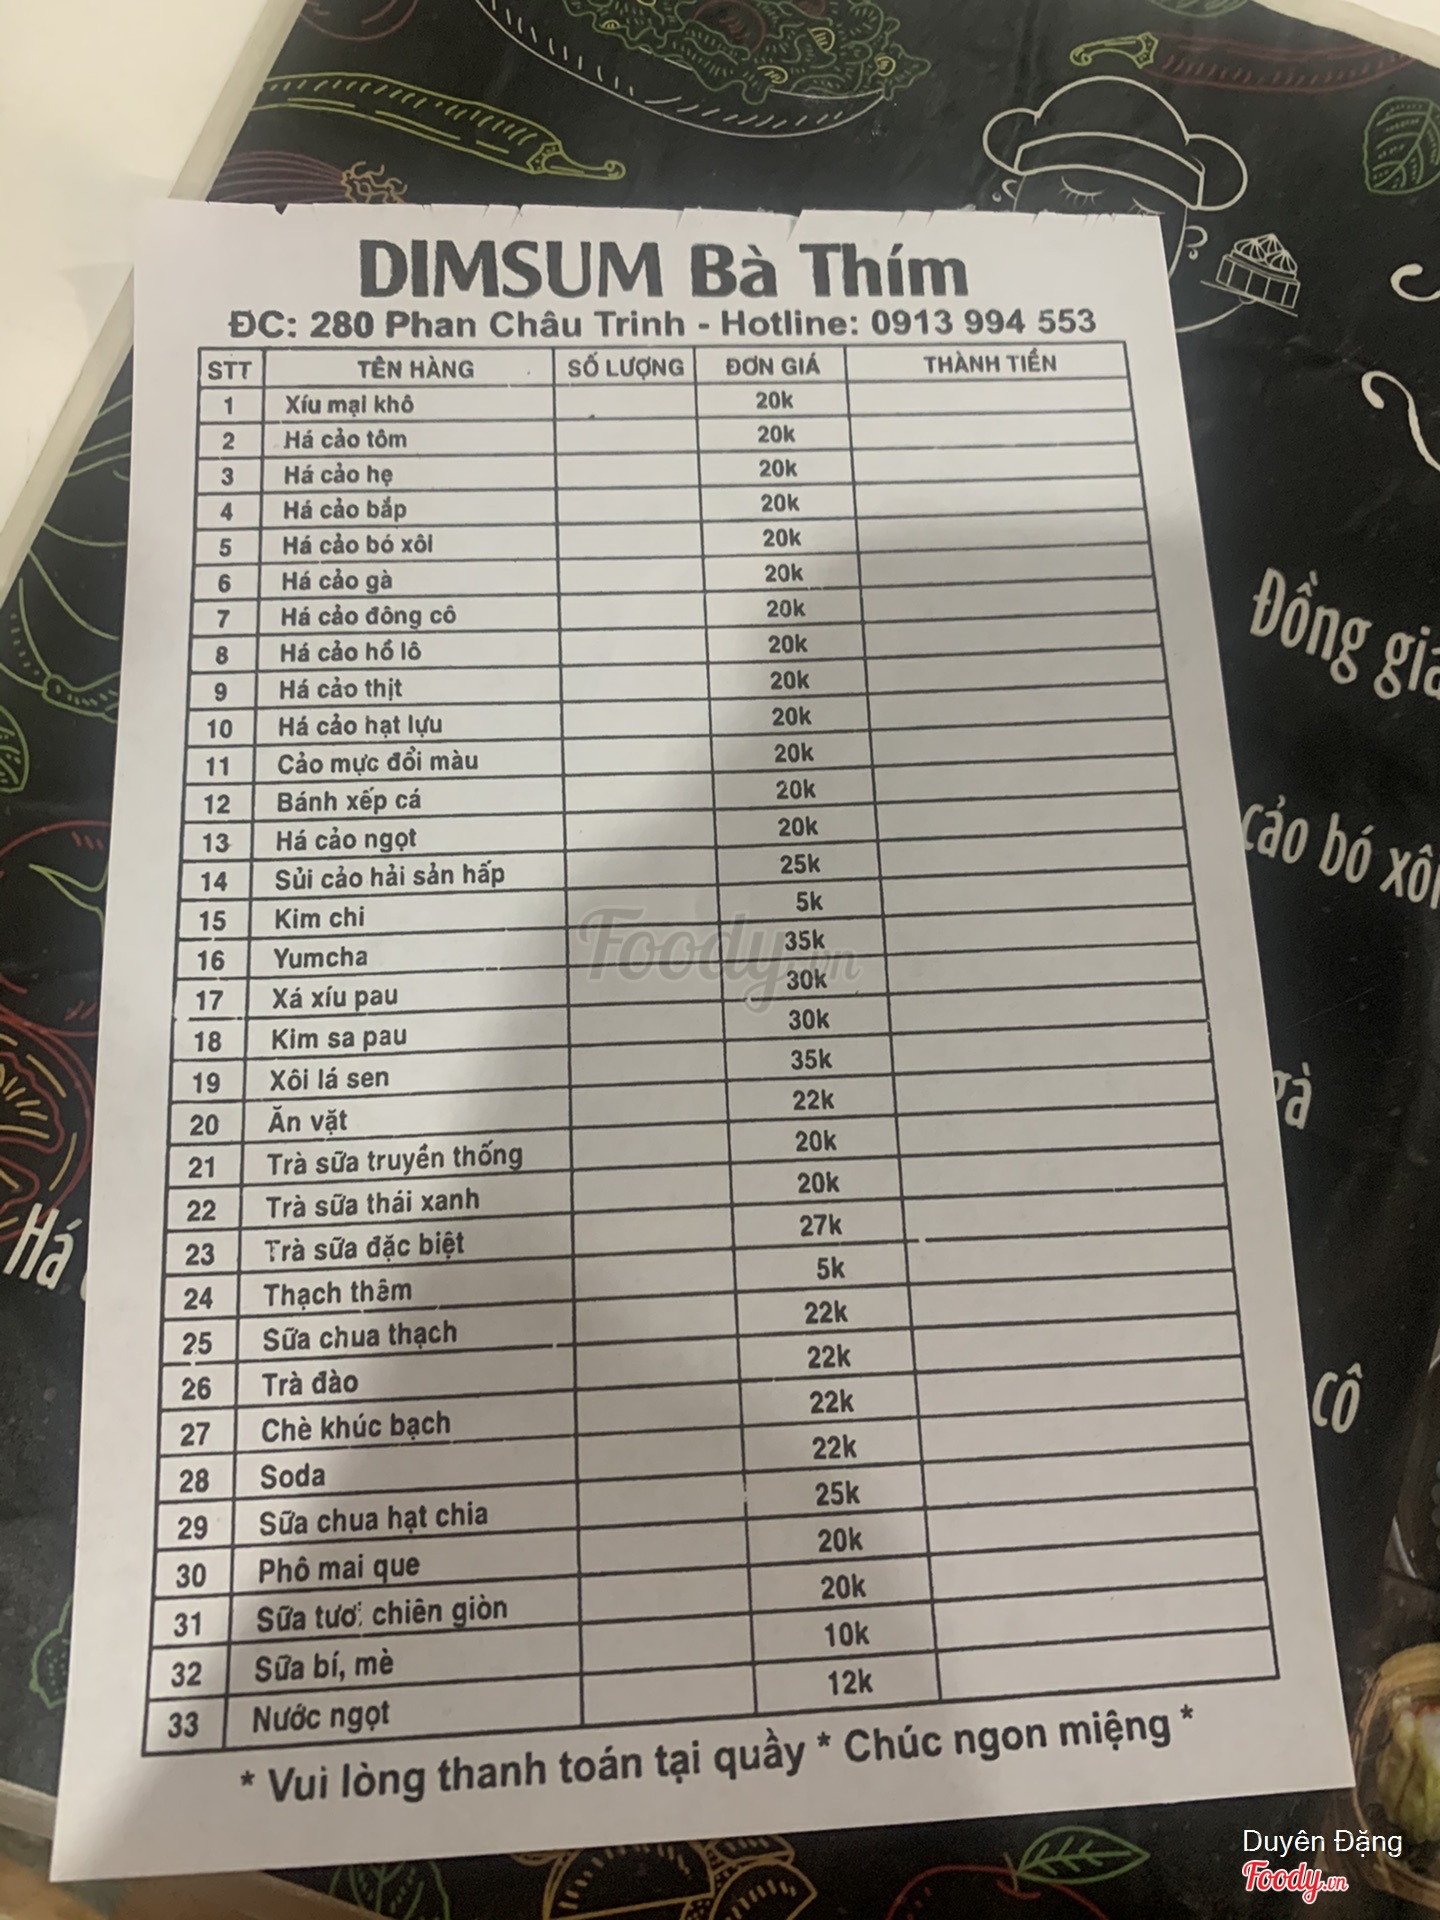 DIMSUM Bà Thím
ĐC: 280 Phan Châu Trinh - Hotline: 0913 994 553
STT TÊN HÀNG SỐ LƯỢNG ĐƠN GIÁ THÀNH TIỀN
1 Xíu mại khô 20k
2 Há cảo tôm 20k
3 Há cảo hẹ 20k
4 Há cảo bắp 20k
5 Há cảo bó xôi 20k
6 Há cảo gà 20k
7 Há cảo đông cô 20k
8 Há cảo hồ lô 20k
9 Há cảo thịt 20k
10 Há cảo hạt lựu 20k
11 Cảo mực đổi màu 20k
12 Bánh xếp cá 20k
13 Há cảo ngọt 20k
14 Sủi cảo hải sản hấp 25k
15 Kim chi 5k
16 Yumcha 35k
17 Xá xíu pau 30k
18 Kim sa pau 30k
19 Xôi lá sen 35k
20 Ăn vặt 22k
21 Trà sữa truyền thống 20k
22 Trà sữa thái xanh 20k
23 Trà sữa đặc biệt 27k
24 Thạch thêm 5k
25 Sữa chua thạch 22k
26 Trà đào 22k
27 Chè khúc bạch 22k
28 Soda 22k
29 Sữa chua hạt chia 25k
30 Phô mai que 20k
31 Sữa tươi chiên giòn 20k
32 Sữa bí, mè 10k
33 Nước ngọt 12k
* Vui lòng thanh toán tại quầy * Chúc ngon miệng *
Đồng giá
cảo bó xôi
gà
Há
cô
Foody.vn
Duyên Đặng
Foody.vn